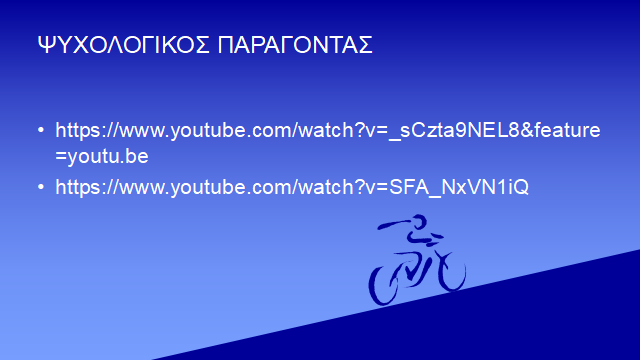 ΨΥΧΟΛΟΓΙΚΟΣ ΠΑΡΑΓΟΝΤΑΣ
• https://www.youtube.com/watch?v=_sCzta9NEL8&feature
=youtu.be
• https://www.youtube.com/watch?v=SFA_NxVN1iQ